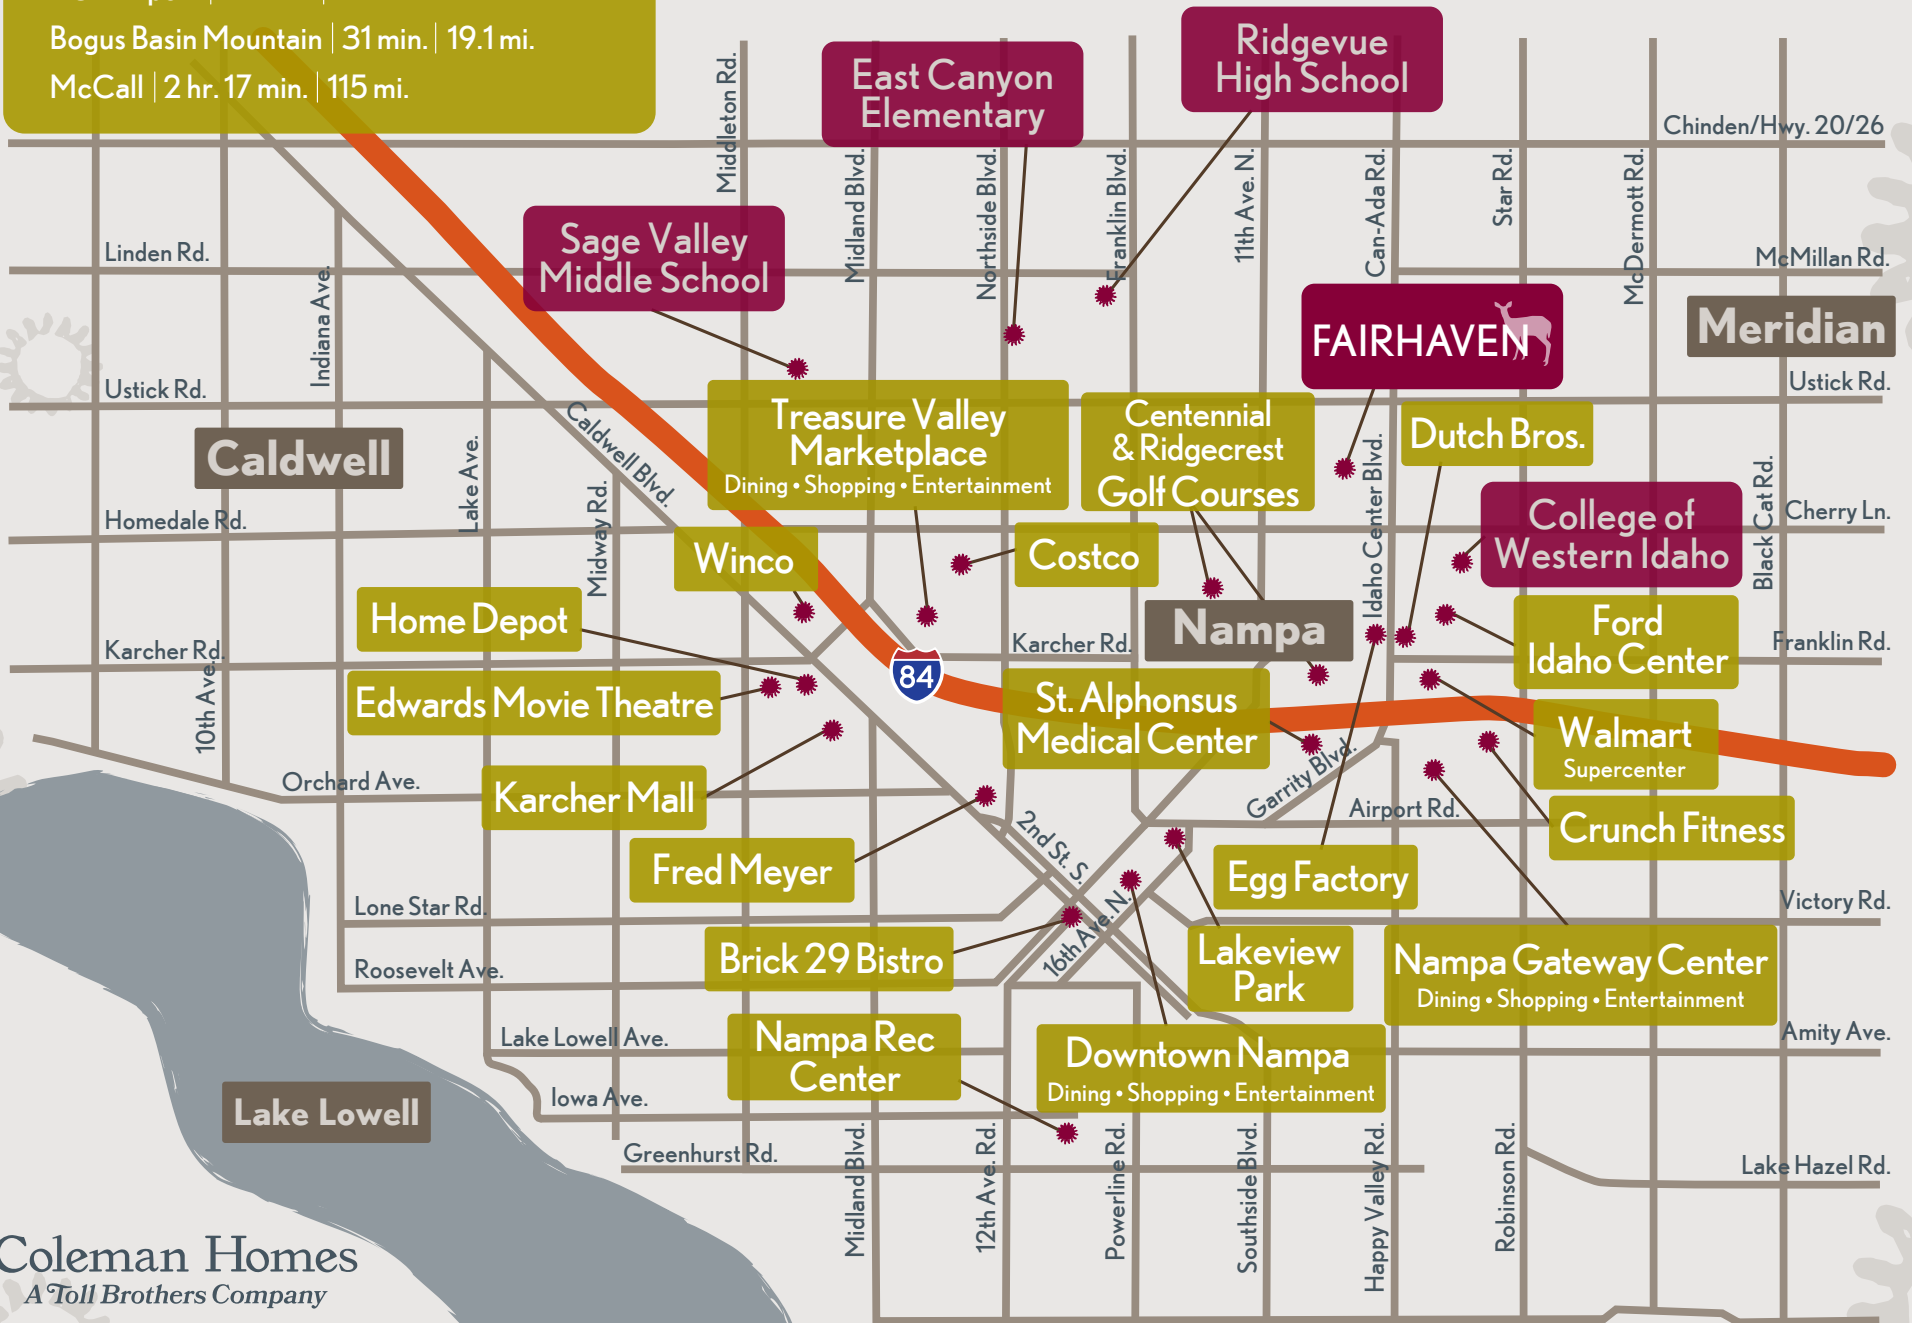 Bogus Basin Mountain | 31 min. | 19.1 mi.
McCall | 2 hr. 17 min. | 115 mi.
East Canyon
Elementary
Ridgevue
High School
Chinden/Hwy. 20/26
Middleton Rd.
Midland Blvd.
Northside Blvd.
Franklin Blvd.
11th Ave. N.
Can-Ada Rd.
Star Rd.
McDermott Rd.
Sage Valley
Middle School
Linden Rd.
McMillan Rd.
Indiana Ave.
FAIRHAVEN
Meridian
Ustick Rd.
Ustick Rd.
Caldwell
Caldwell Blvd.
Treasure Valley
Marketplace
Dining • Shopping • Entertainment
Centennial
& Ridgecrest
Golf Courses
Dutch Bros.
Lake Ave.
Midway Rd.
Idaho Center Blvd.
Black Cat Rd.
College of
Western Idaho
Homedale Rd.
Cherry Ln.
Winco
Costco
Home Depot
Nampa
Ford
Idaho Center
Karcher Rd.
Karcher Rd.
Franklin Rd.
84
10th Ave.
Edwards Movie Theatre
St. Alphonsus
Medical Center
Walmart
Supercenter
Garrity Blvd.
Orchard Ave.
Karcher Mall
Airport Rd.
Crunch Fitness
2nd St. S.
Fred Meyer
Egg Factory
16th Ave. N.
Lone Star Rd.
Victory Rd.
Brick 29 Bistro
Lakeview
Park
Nampa Gateway Center
Dining • Shopping • Entertainment
Roosevelt Ave.
Lake Lowell Ave.
Nampa Rec
Center
Downtown Nampa
Dining • Shopping • Entertainment
Amity Ave.
Iowa Ave.
Lake Lowell
Greenhurst Rd.
Midland Blvd.
12th Ave. Rd.
Powerline Rd.
Southside Blvd.
Happy Valley Rd.
Robinson Rd.
Lake Hazel Rd.
Coleman Homes
A Toll Brothers Company